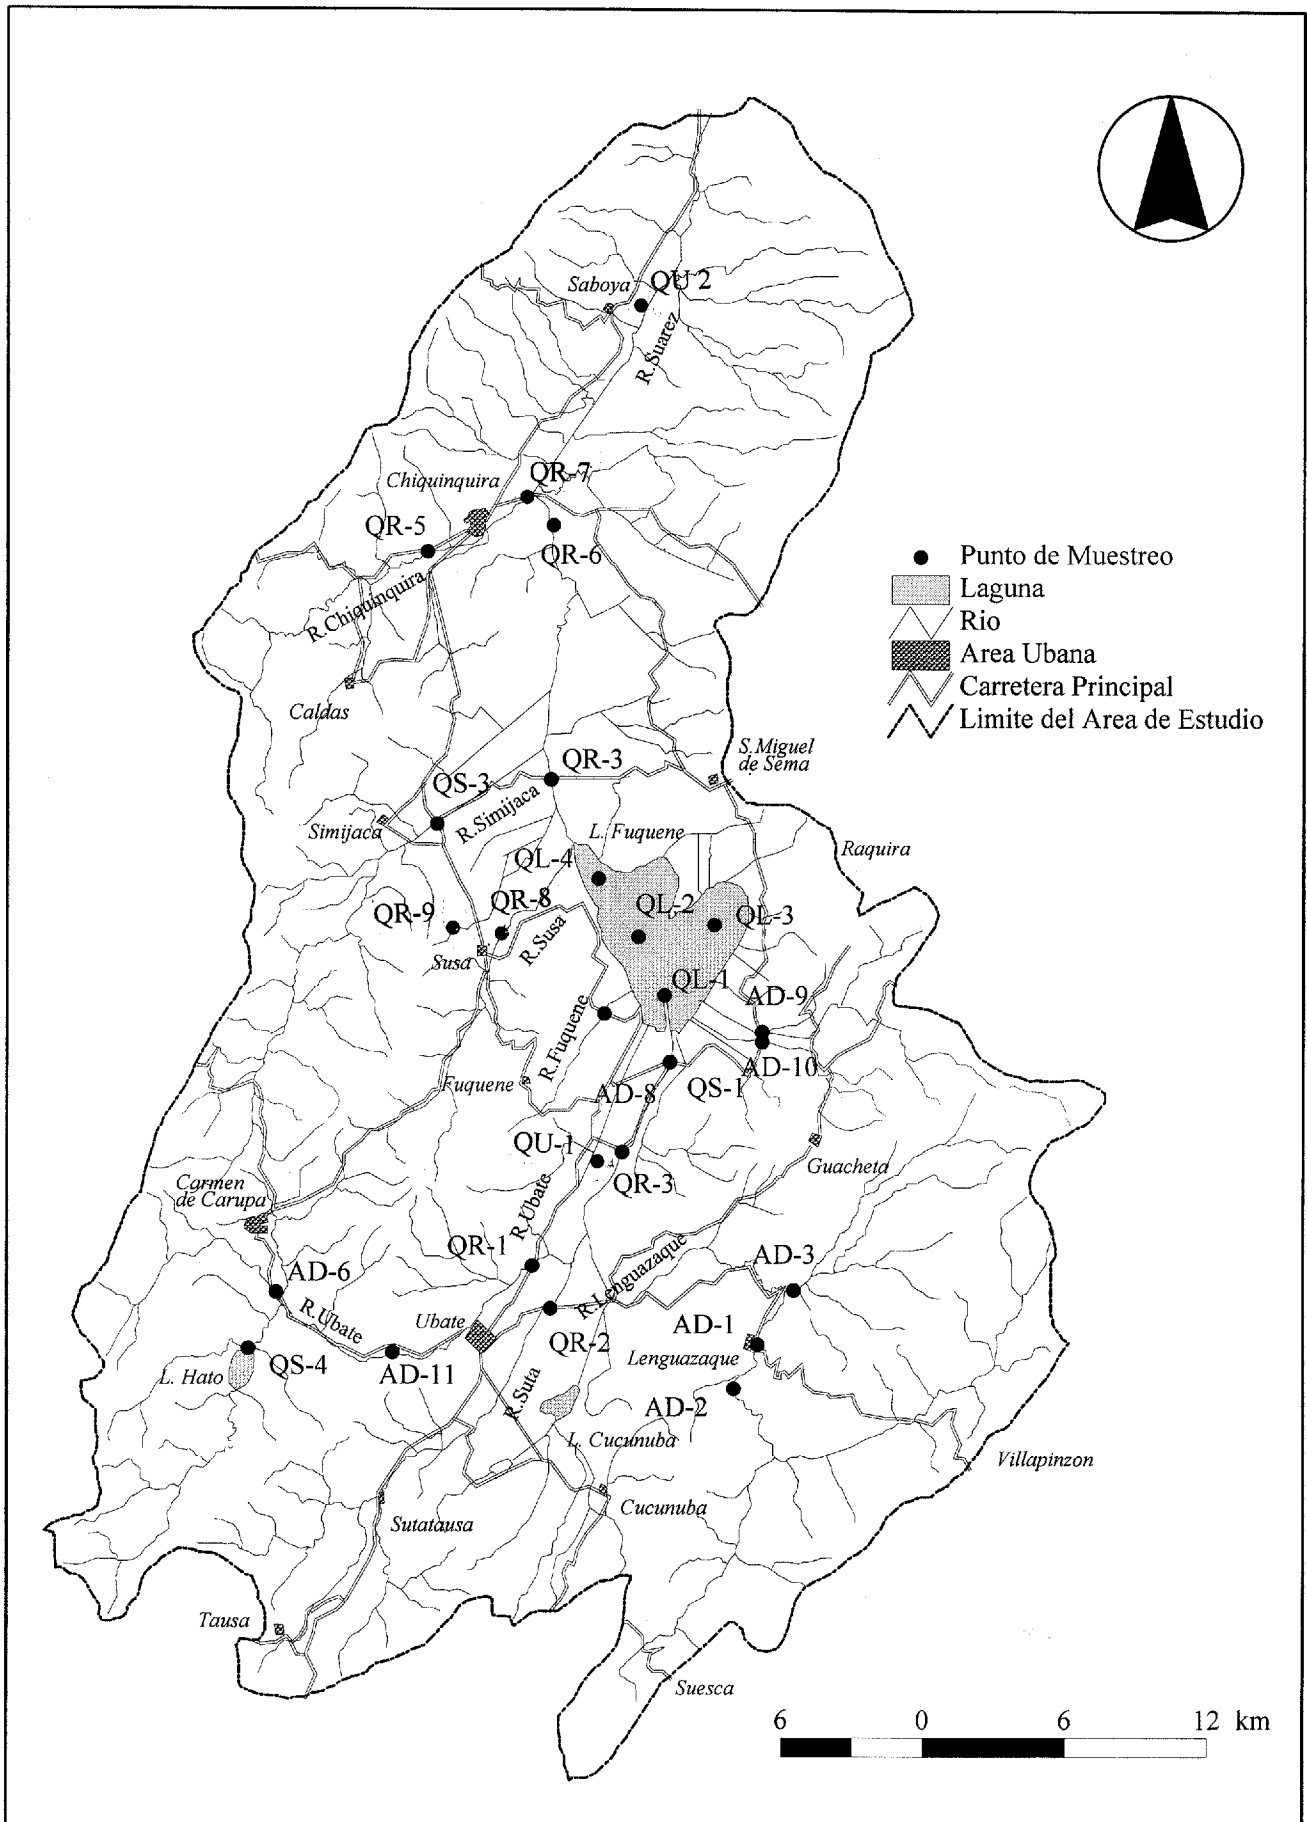 Saboya
QU 2
R.Suarez
Chiquinquira
QR-7
QR-5
QR-6
R.Chiquinquira
Caldas
Punto de Muestreo
Laguna
Rio
Area Ubana
Carretera Principal
Limite del Area de Estudio
S.Miguel
de Sema
QR-3
QS-3
R.Simijaca
Simijaca
L. Fuquene
Raquira
QL-4
QR-8
QR-9
QL-2
QL-3
R.Susa
Susa
QL-1
AD-9
R.Fuquene
AD-10
Fuquene
AD-8
QS-1
QU-1
Guacheta
QR-3
Carmen
de Carupa
R.Ubate
QR-1
AD-3
R.Lenguazaque
AD-6
R.Ubate
Ubate
AD-1
QR-2
Lenguazaque
L. Hato
QS-4
AD-11
R.Suta
AD-2
L. Cucunuba
Villapinzon
Cucunuba
Sutatausa
Tausa
Suesca
6 0 6 12 km